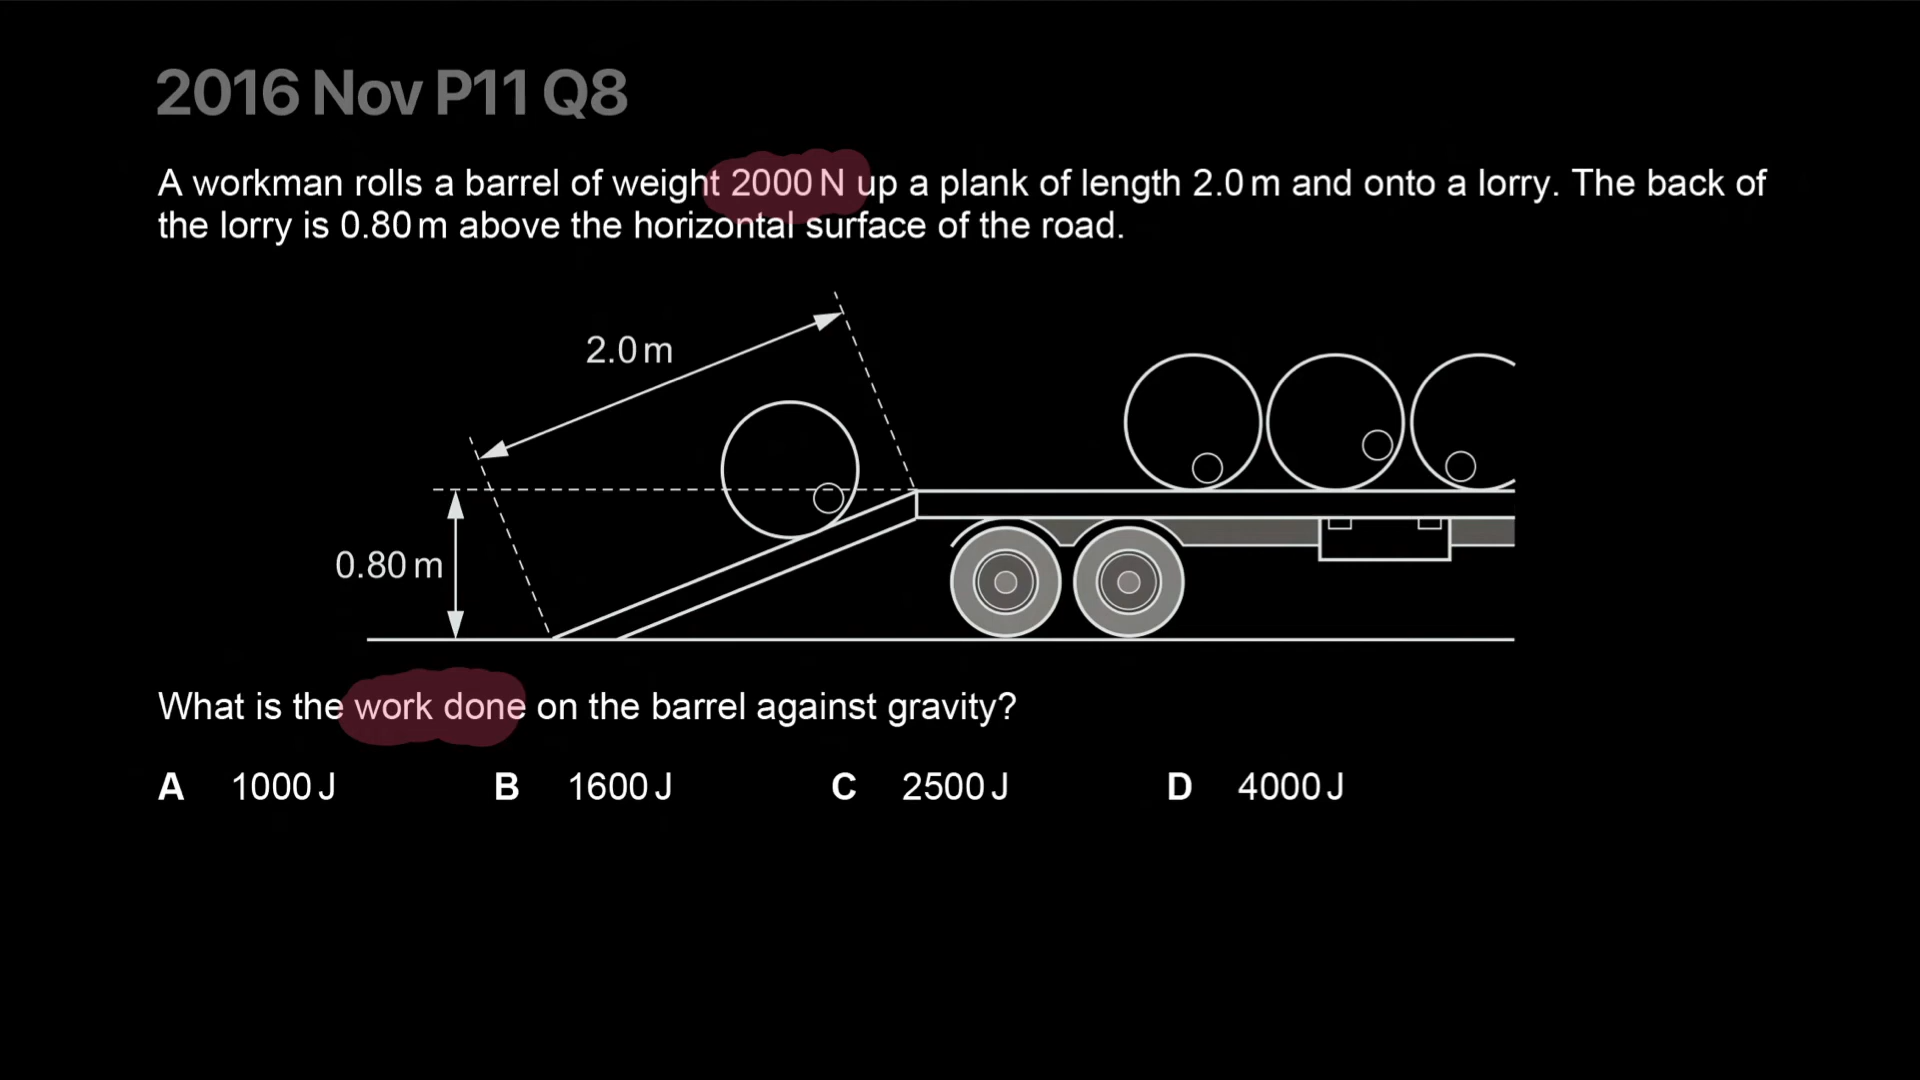 2016 Nov P11 Q8
A workman rolls a barrel of weight 2000 N up a plank of length 2.0 m and onto a lorry. The back of
the lorry is 0.80 m above the horizontal surface of the road.
2.0 m
0.80 m
What is the work done on the barrel against gravity?
A 1000 J B 1600 J C 2500 J D 4000 J